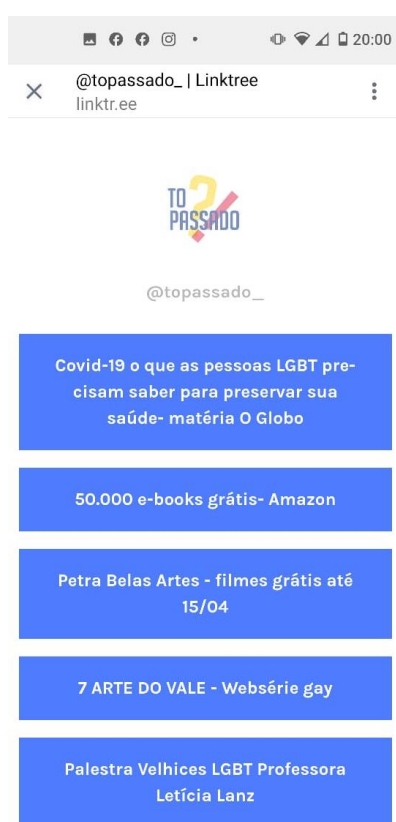 20:00
@topassado_ | Linktree
linktr.ee
TO
PASSADO
@topassado_
Covid-19 o que as pessoas LGBT pre-
cisam saber para preservar sua
saúde- matéria O Globo
50.000 e-books grátis- Amazon
Petra Belas Artes - filmes grátis até
15/04
7 ARTE DO VALE - Websérie gay
Palestra Velhices LGBT Professora
Letícia Lanz